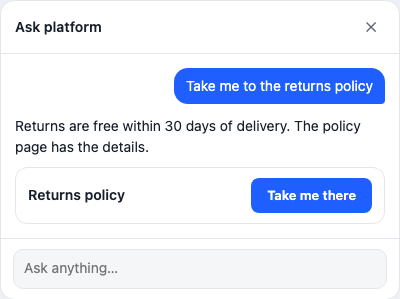 Ask platform
Take me to the returns policy
Returns are free within 30 days of delivery. The policy
page has the details.
Returns policy
Take me there
Ask anything...